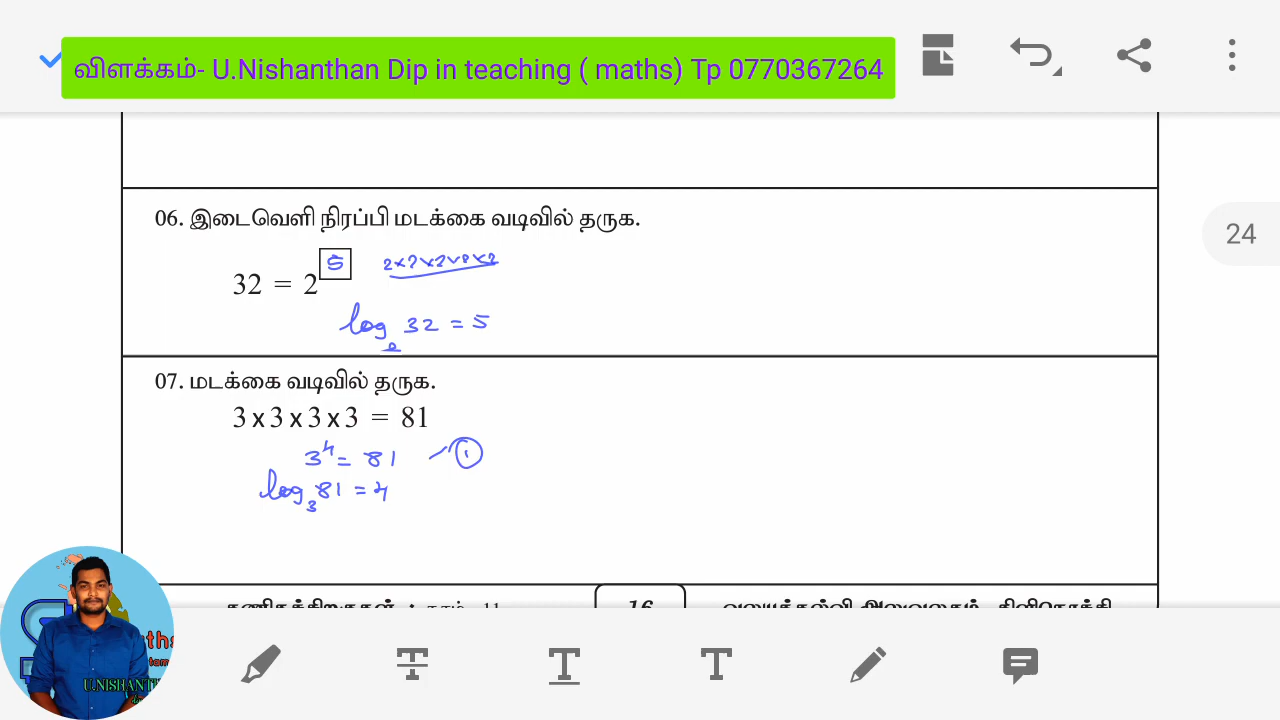 விளக்கம்- U.Nishanthan Dip in teaching ( maths) Tp 0770367264
06. இடைவெளி நிரப்பி மடக்கை வடிவில் தருக.
32 = 2^5 2×2×2×2×2
log₂ 32 = 5
24
07. மடக்கை வடிவில் தருக.
3 x 3 x 3 x 3 = 81
3⁴ = 81 1
log₃ 81 = 4
16
U.NISHANTH